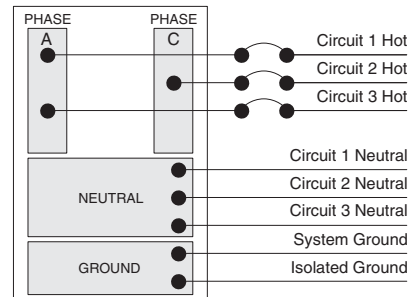 PHASE PHASE
A C
Circuit 1 Hot
Circuit 2 Hot
Circuit 3 Hot
Circuit 1 Neutral
Circuit 2 Neutral
NEUTRAL
Circuit 3 Neutral
System Ground
GROUND
Isolated Ground